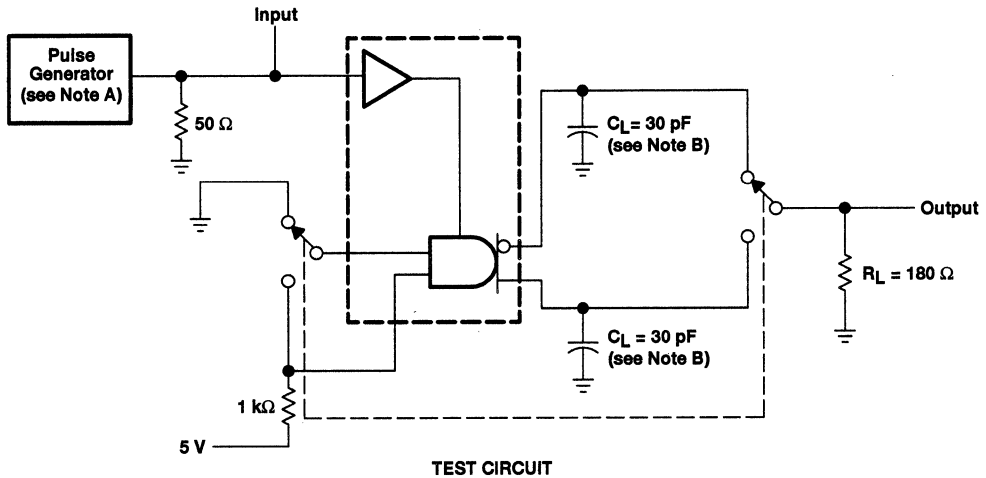 Input
Pulse
Generator
(see Note A)
50 Ω
CL= 30 pF
(see Note B)
Output
RL = 180 Ω
CL = 30 pF
(see Note B)
1 kΩ
5 V
TEST CIRCUIT